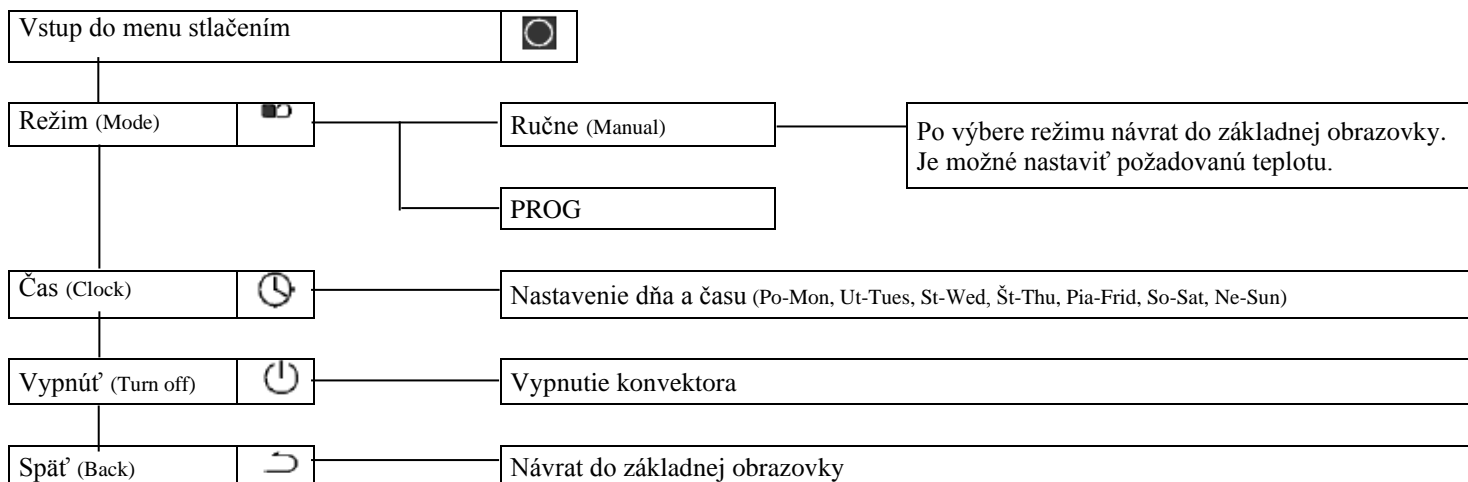 Vstup do menu stlačením
Režim (Mode)
Ručne (Manual)
Po výbere režimu návrat do základnej obrazovky.
Je možné nastaviť požadovanú teplotu.
PROG
Čas (Clock)
Nastavenie dňa a času (Po-Mon, Ut-Tues, St-Wed, Št-Thu, Pia-Frid, So-Sat, Ne-Sun)
Vypnúť (Turn off)
Vypnutie konvektora
Späť (Back)
Návrat do základnej obrazovky